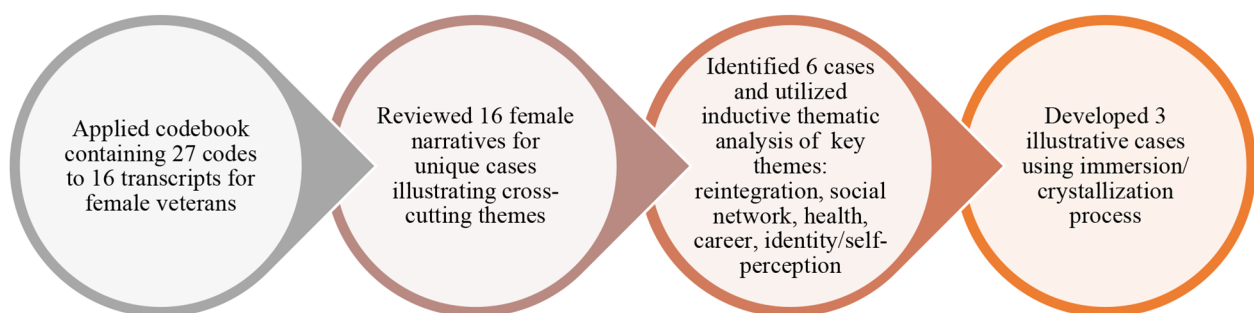 Applied codebook
containing 27 codes
to 16 transcripts for
female veterans
Reviewed 16 female
narratives for
unique cases
illustrating cross-
cutting themes
Identified 6 cases
and utilized
inductive thematic
analysis of key
themes:
reintegration, social
network, health,
career, identity/self-
perception
Developed 3
illustrative cases
using immersion/
crystallization
process